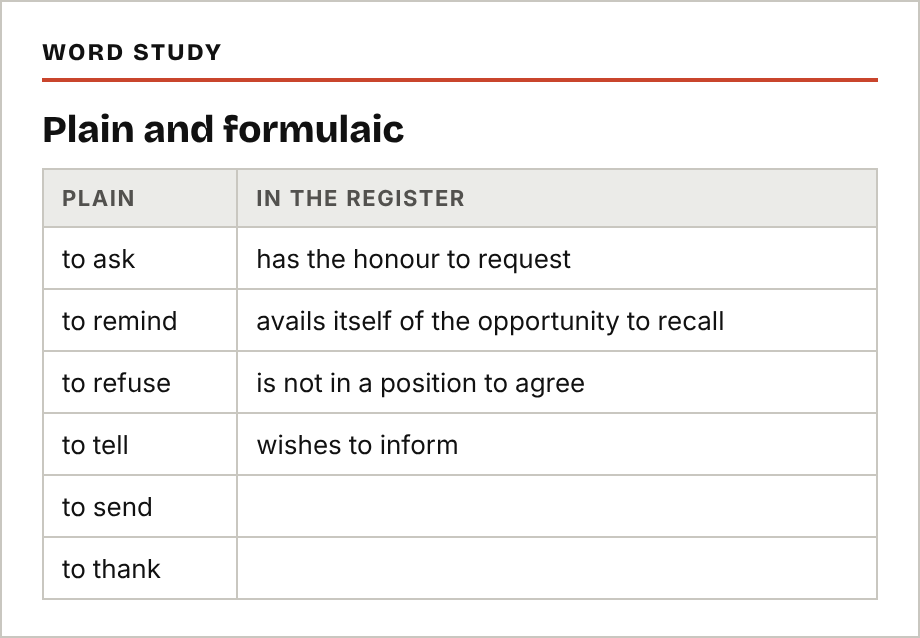 WORD STUDY
Plain and formulaic
PLAIN IN THE REGISTER
to ask has the honour to request
to remind avails itself of the opportunity to recall
to refuse is not in a position to agree
to tell wishes to inform
to send
to thank